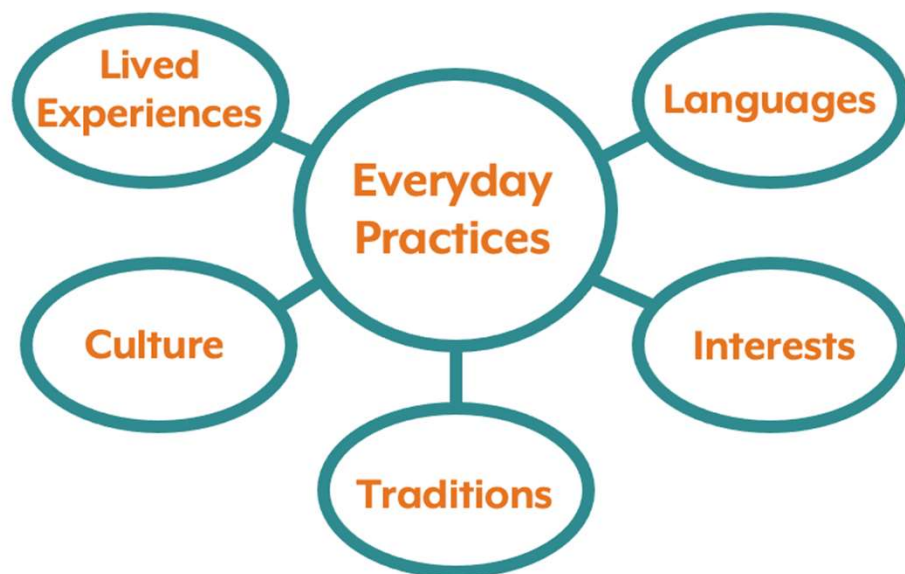 Lived
Experiences
Languages
Everyday
Practices
Culture
Interests
Traditions